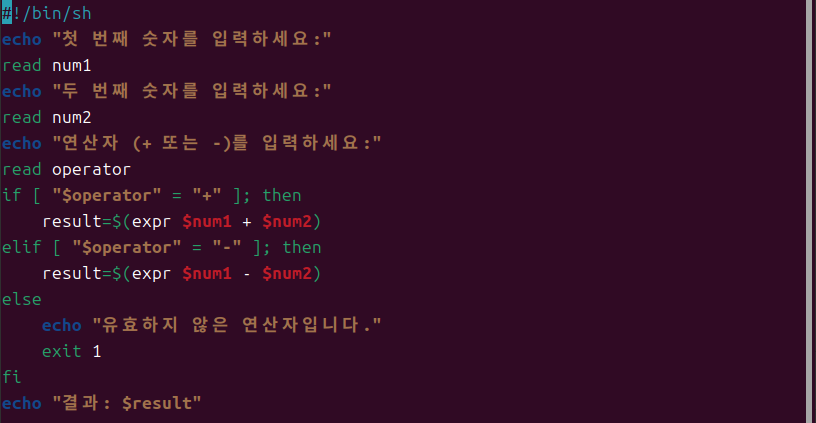 #!/bin/sh
echo "첫 번째 숫자를 입력하세요:"
read num1
echo "두 번째 숫자를 입력하세요:"
read num2
echo "연산자 (+ 또는 -)를 입력하세요:"
read operator
if [ "$operator" = "+" ]; then
    result=$(expr $num1 + $num2)
elif [ "$operator" = "-" ]; then
    result=$(expr $num1 - $num2)
else
    echo "유효하지 않은 연산자입니다."
    exit 1
fi
echo "결과: $result"